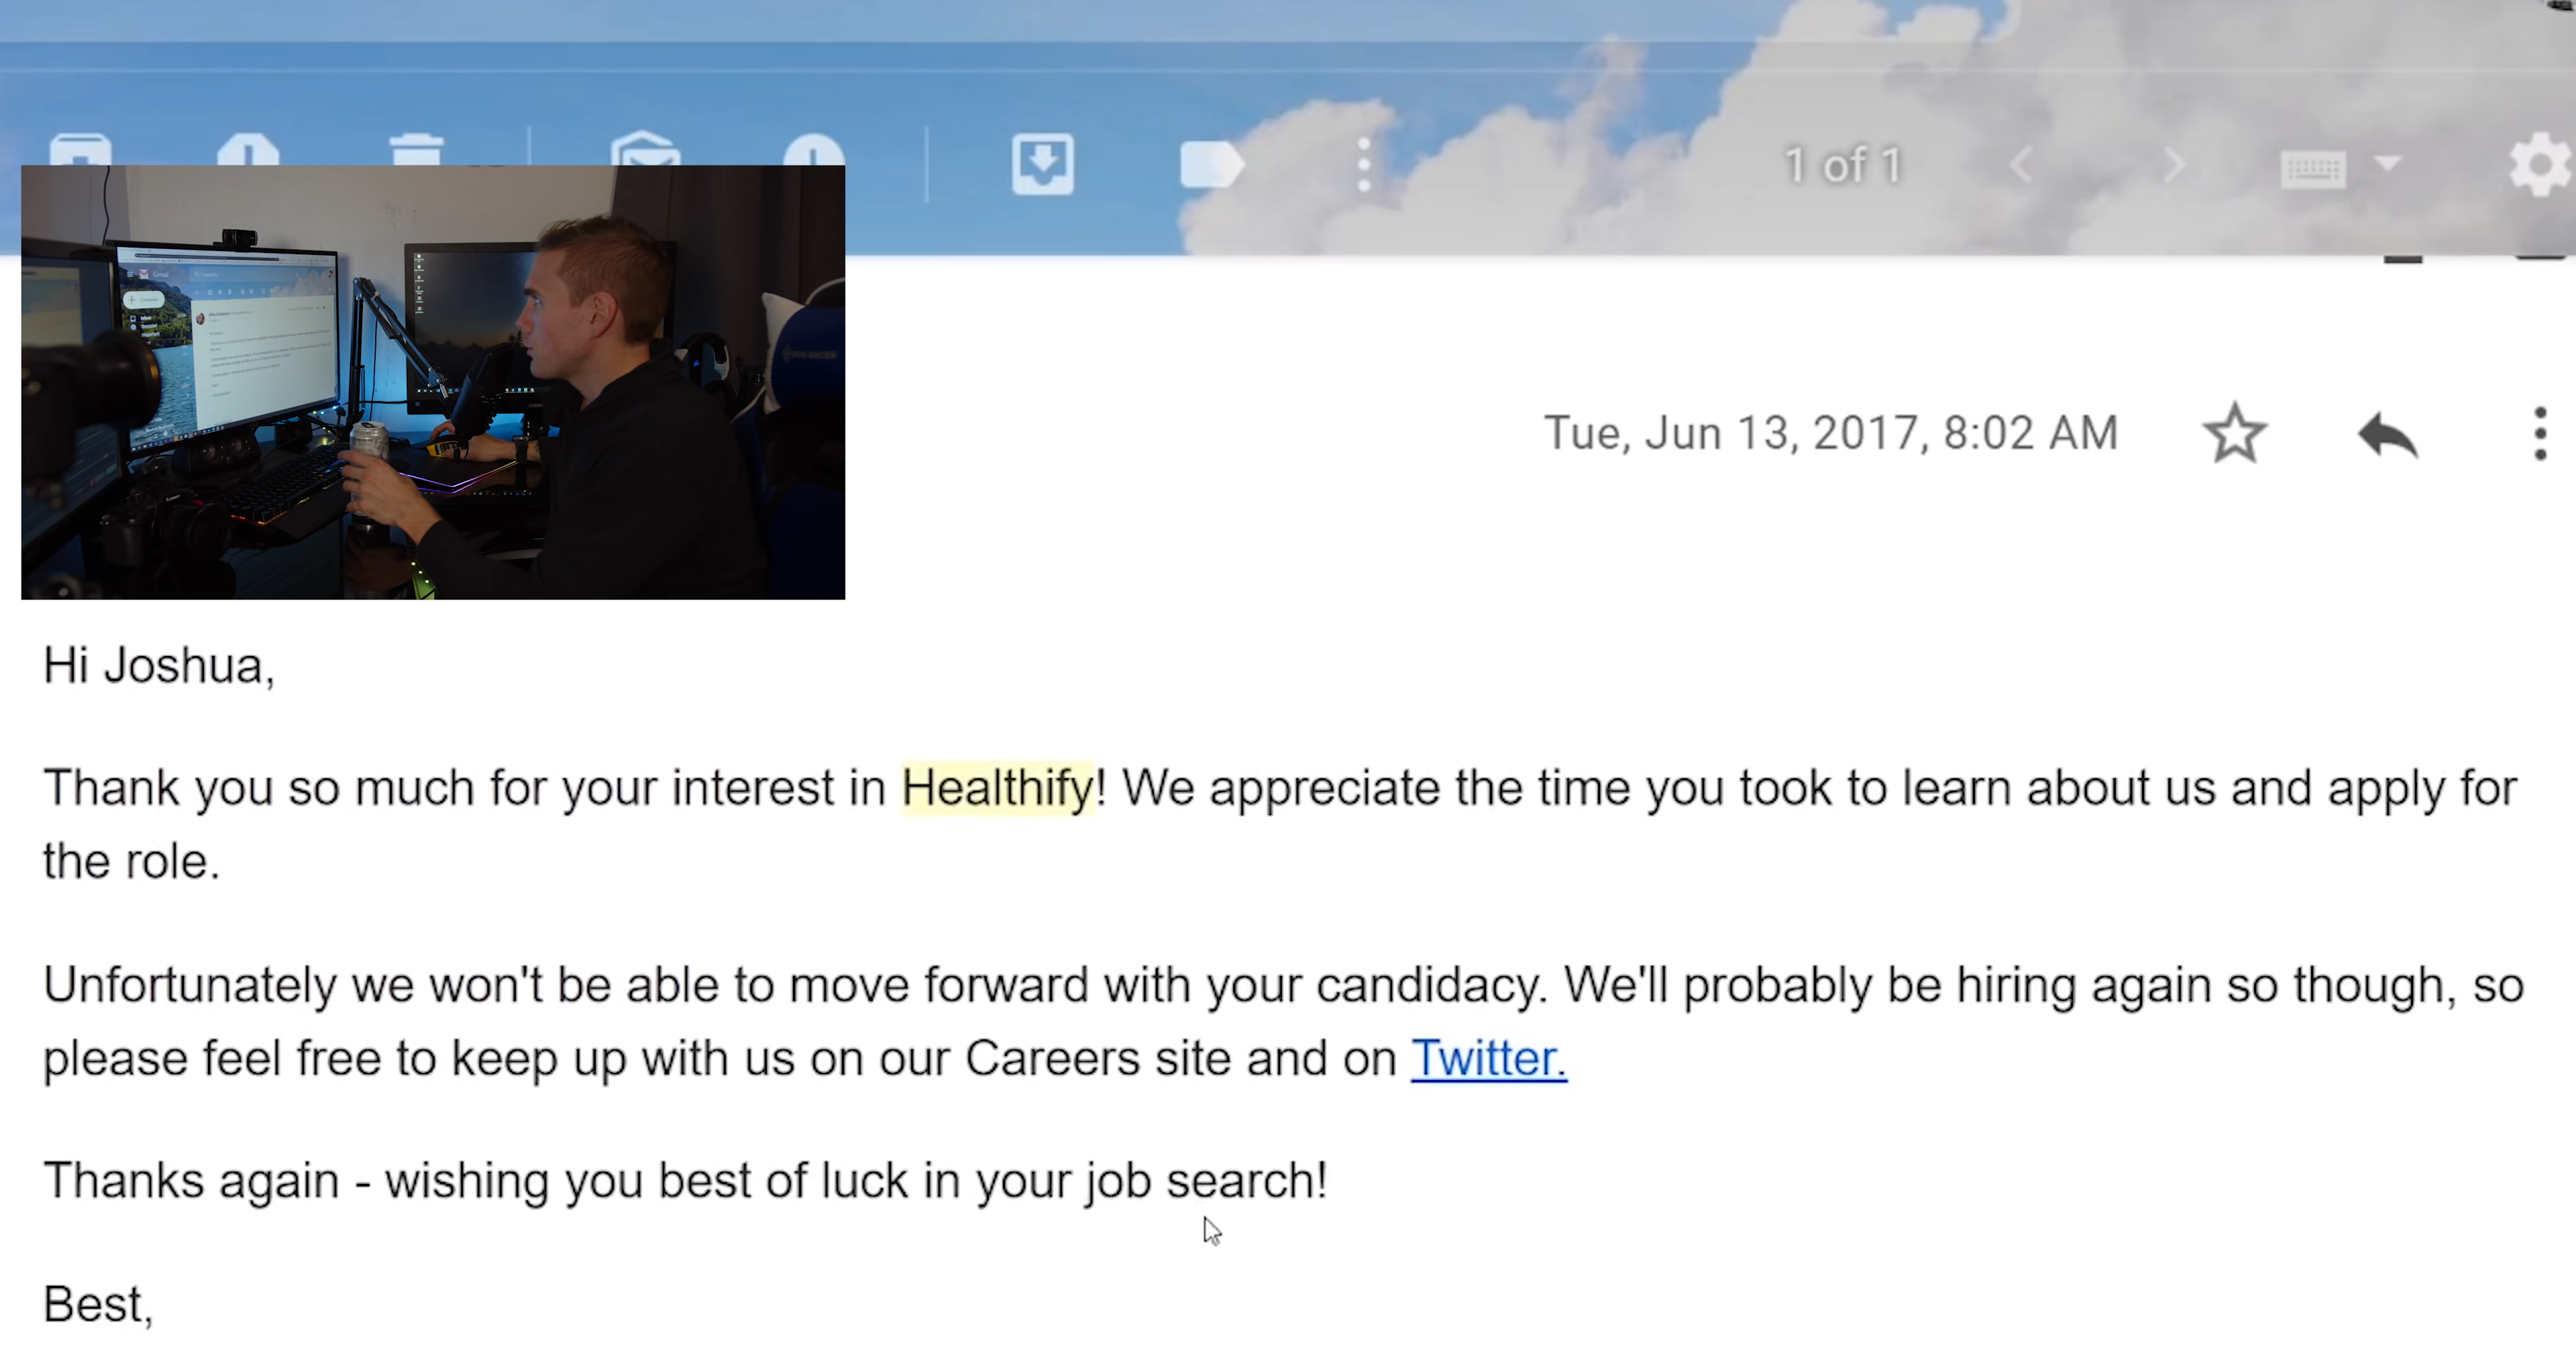 1 of 1
Gmail
Compose
Tue, Jun 13, 2017, 8:02 AM
Hi Joshua,
Thank you so much for your interest in Healthify! We appreciate the time you took to learn about us and apply for
the role.
Unfortunately we won't be able to move forward with your candidacy. We'll probably be hiring again so though, so
please feel free to keep up with us on our Careers site and on Twitter.
Thanks again - wishing you best of luck in your job search!
Best,